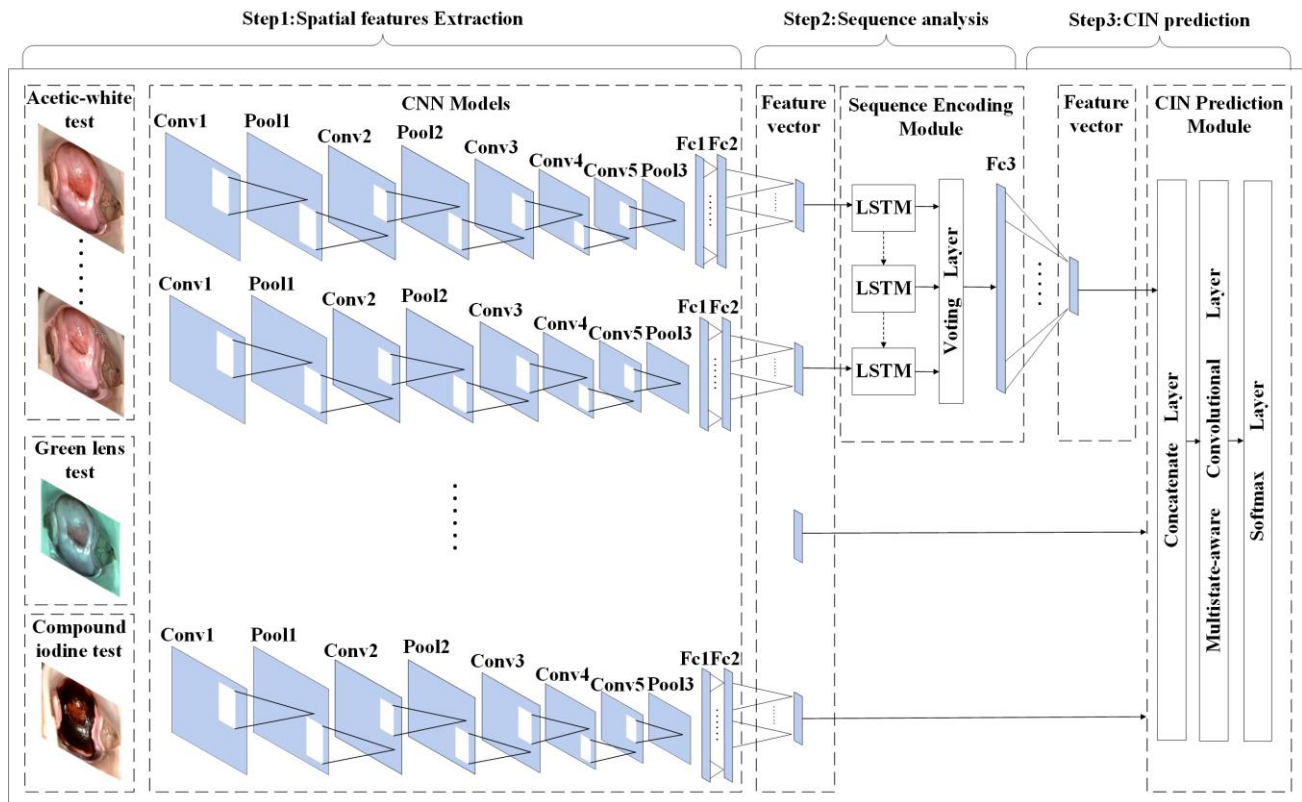 Step1:Spatial features Extraction
Step2:Sequence analysis
Step3:CIN prediction
Acetic-white
test
CNN Models
Feature
vector
Sequence Encoding
Module
Feature
vector
CIN Prediction
Module
Conv1
Pool1
Conv2
Pool2
Conv3
Conv4
Conv5
Pool3
Fc1
Fc2
LSTM
LSTM
LSTM
Voting Layer
Fc3
Conv1
Pool1
Conv2
Pool2
Conv3
Conv4
Conv5
Pool3
Fc1
Fc2
Green lens
test
Compound
iodine test
Conv1
Pool1
Conv2
Pool2
Conv3
Conv4
Conv5
Pool3
Fc1
Fc2
Concatenate Layer
Multistate-aware Convolutional Layer
Softmax Layer